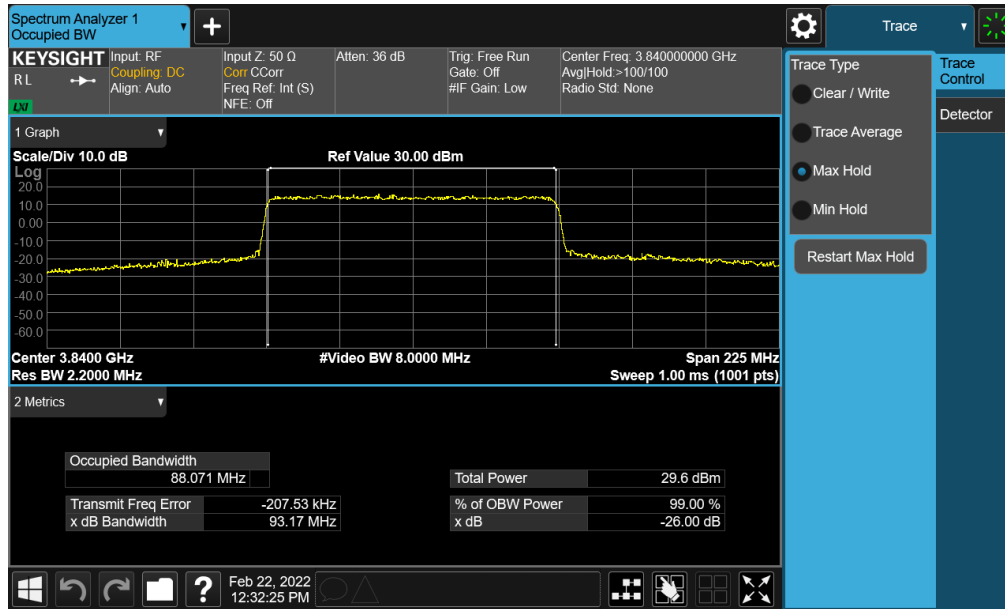 Spectrum Analyzer 1
Occupied BW
+
Trace
KEYSIGHT
R L
LXI
Input: RF
Coupling: DC
Align: Auto
Input Z: 50 Ω
Corr CCorr
Freq Ref: Int (S)
NFE: Off
Atten: 36 dB
Trig: Free Run
Gate: Off
#IF Gain: Low
Center Freq: 3.840000000 GHz
Avg|Hold:>100/100
Radio Std: None
Trace Type
Clear / Write
Trace Average
Max Hold
Min Hold
Restart Max Hold
Trace
Control
Detector
1 Graph
Scale/Div 10.0 dB
Ref Value 30.00 dBm
Log
20.0
10.0
0.00
-10.0
-20.0
-30.0
-40.0
-50.0
-60.0
Center 3.8400 GHz
#Video BW 8.0000 MHz
Span 225 MHz
Res BW 2.2000 MHz
Sweep 1.00 ms (1001 pts)
2 Metrics
Occupied Bandwidth
88.071 MHz
Total Power 29.6 dBm
Transmit Freq Error -207.53 kHz
% of OBW Power 99.00 %
x dB Bandwidth 93.17 MHz
x dB -26.00 dB
?
Feb 22, 2022
12:32:25 PM